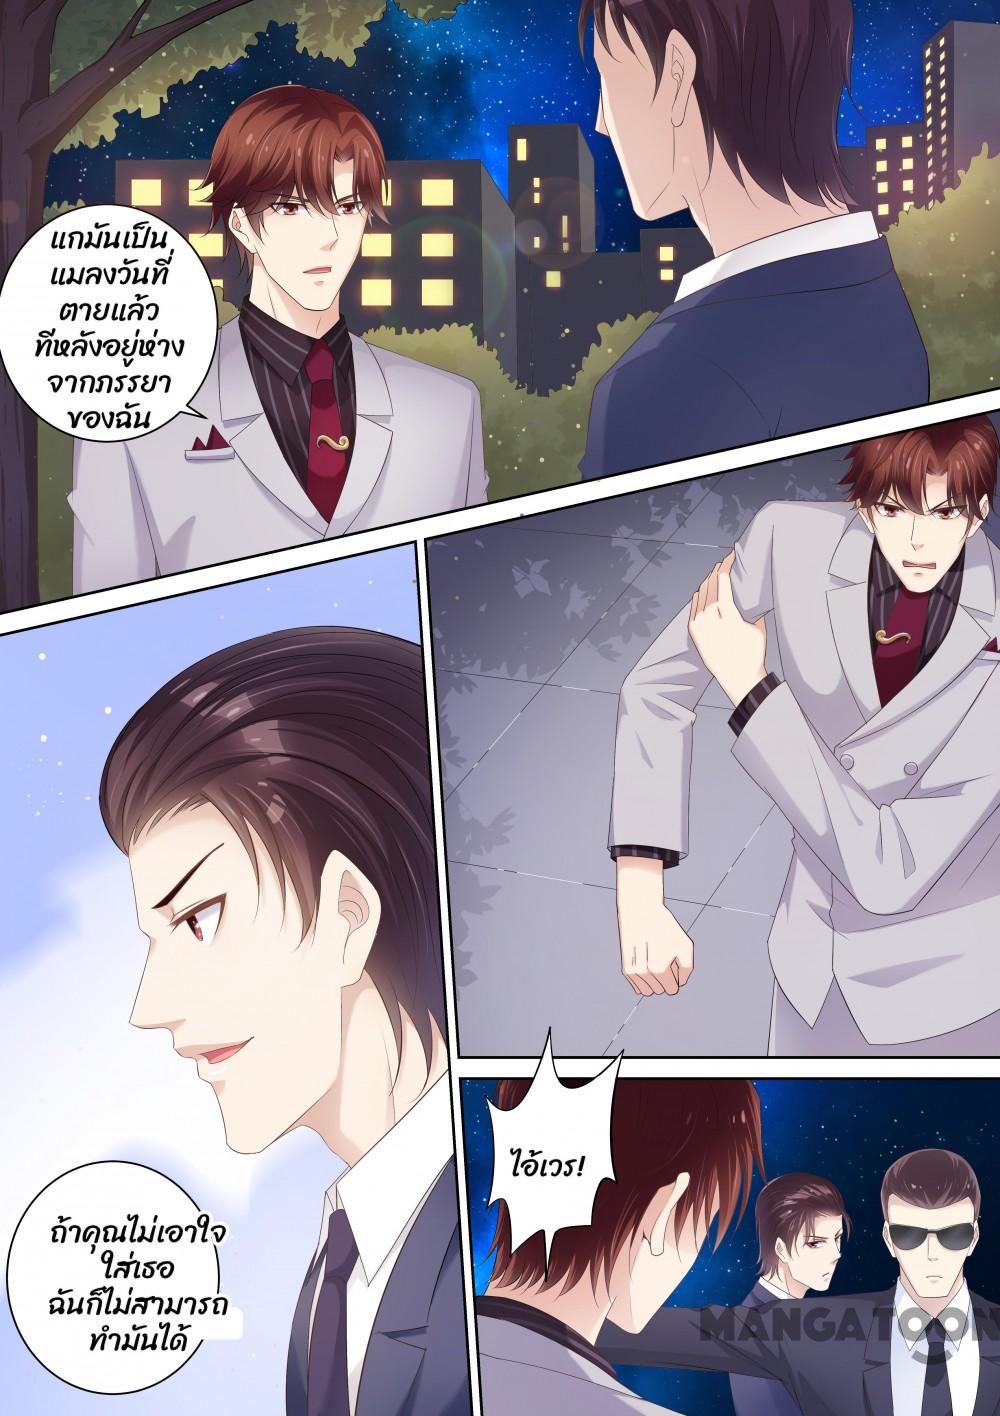 แกมันเป็น
แมลงวันที่
ตายแล้ว
ทีหลังอยู่ห่าง
จากภรรยา
ของฉัน
ไอ้เวร!
ถ้าคุณไม่เอาใจ
ใส่เธอ
ฉันก็ไม่สามารถ
ทำมันได้
MANGATOON